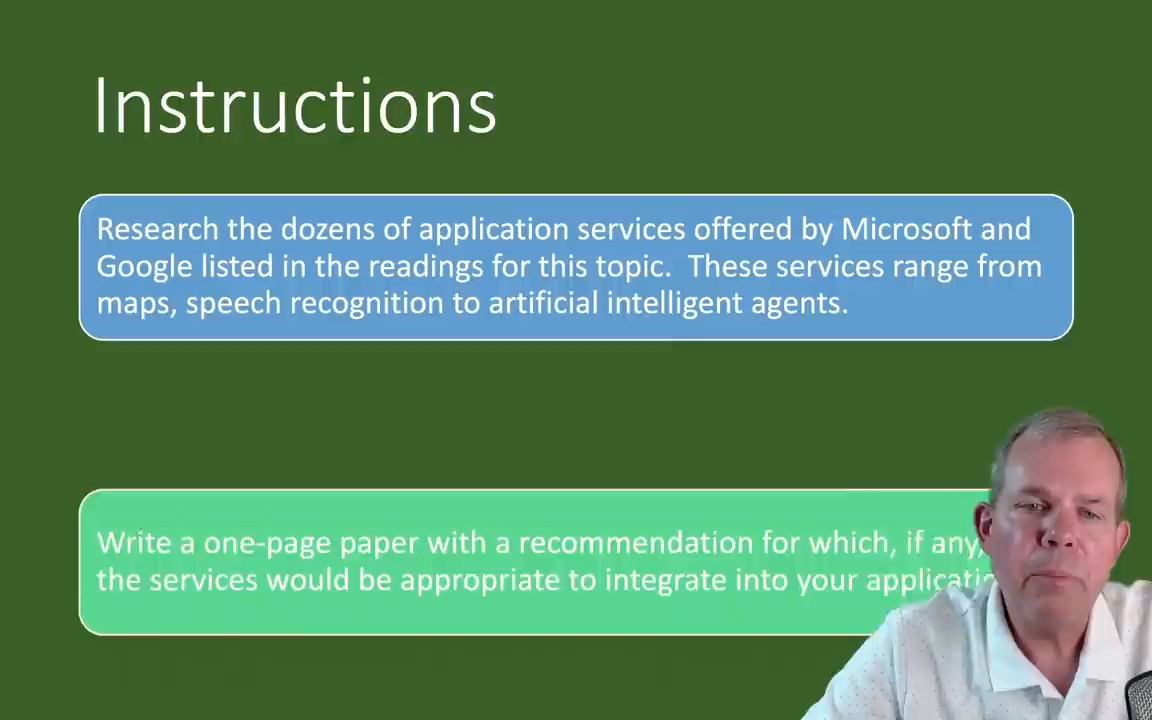 Instructions
Research the dozens of application services offered by Microsoft and
Google listed in the readings for this topic.  These services range from
maps, speech recognition to artificial intelligent agents.
Write a one-page paper with a recommendation for which, if any,
the services would be appropriate to integrate into your